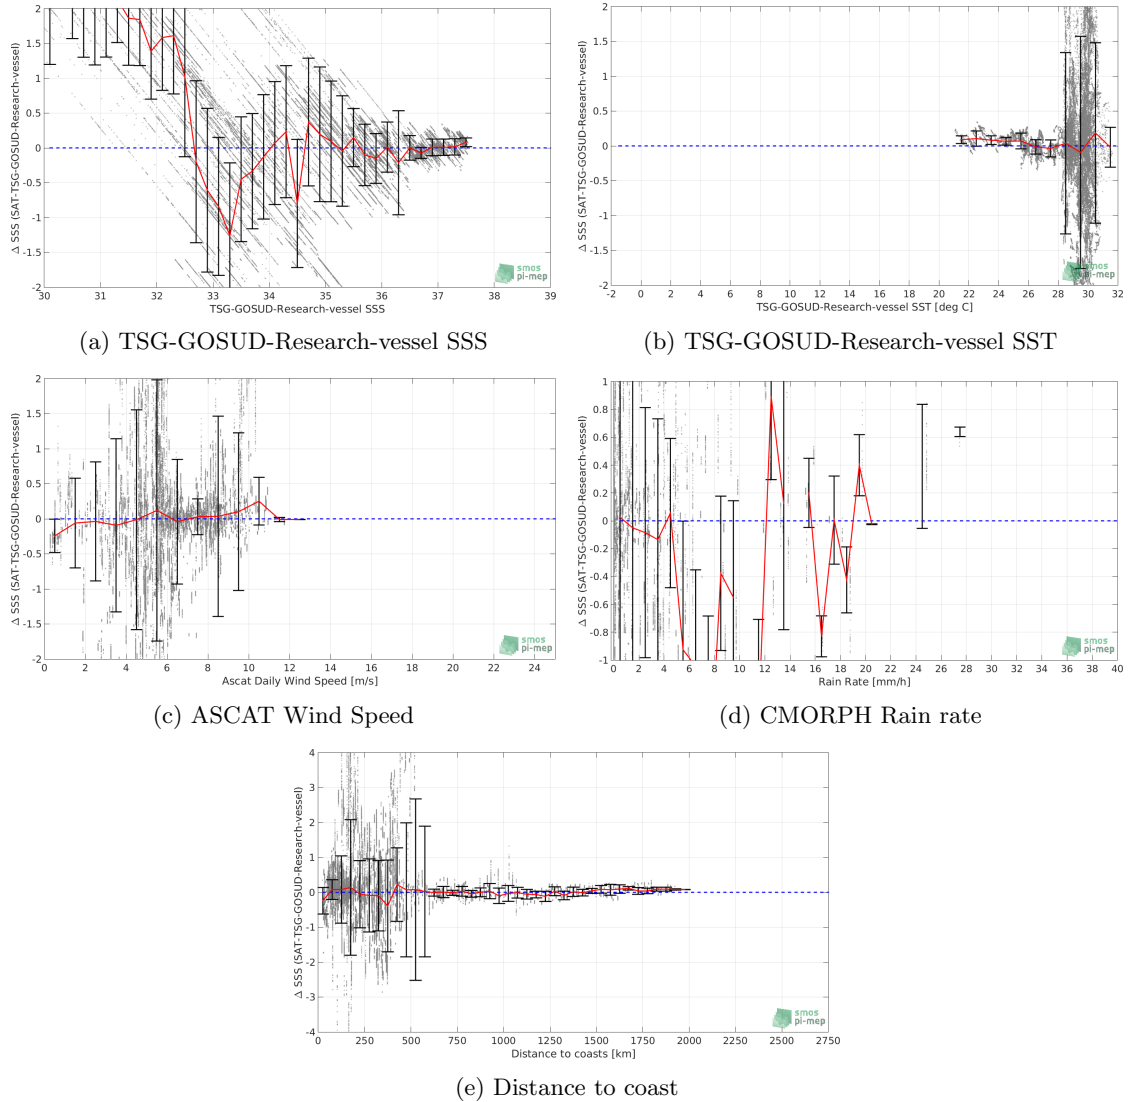 2
1.5
1
0.5
0
-0.5
-1
-1.5
-2
Δ SSS (SAT-TSG-GOSUD-Research-vessel)
30 31 32 33 34 35 36 37 38 39
TSG-GOSUD-Research-vessel SSS
smos
pi-mep
(a) TSG-GOSUD-Research-vessel SSS
2
1.5
1
0.5
0
-0.5
-1
-1.5
-2
Δ SSS (SAT-TSG-GOSUD-Research-vessel)
-2 0 2 4 6 8 10 12 14 16 18 20 22 24 26 28 30 32
TSG-GOSUD-Research-vessel SST [deg C]
smos
pi-mep
(b) TSG-GOSUD-Research-vessel SST
2
1.5
1
0.5
0
-0.5
-1
-1.5
-2
Δ SSS (SAT-TSG-GOSUD-Research-vessel)
0 2 4 6 8 10 12 14 16 18 20 22 24
Ascat Daily Wind Speed [m/s]
smos
pi-mep
(c) ASCAT Wind Speed
1
0.8
0.6
0.4
0.2
0
-0.2
-0.4
-0.6
-0.8
-1
Δ SSS (SAT-TSG-GOSUD-Research-vessel)
0 2 4 6 8 10 12 14 16 18 20 22 24 26 28 30 32 34 36 38 40
Rain Rate [mm/h]
smos
pi-mep
(d) CMORPH Rain rate
4
3
2
1
0
-1
-2
-3
-4
Δ SSS (SAT-TSG-GOSUD-Research-vessel)
0 250 500 750 1000 1250 1500 1750 2000 2250 2500 2750
Distance to coasts [km]
smos
pi-mep
(e) Distance to coast